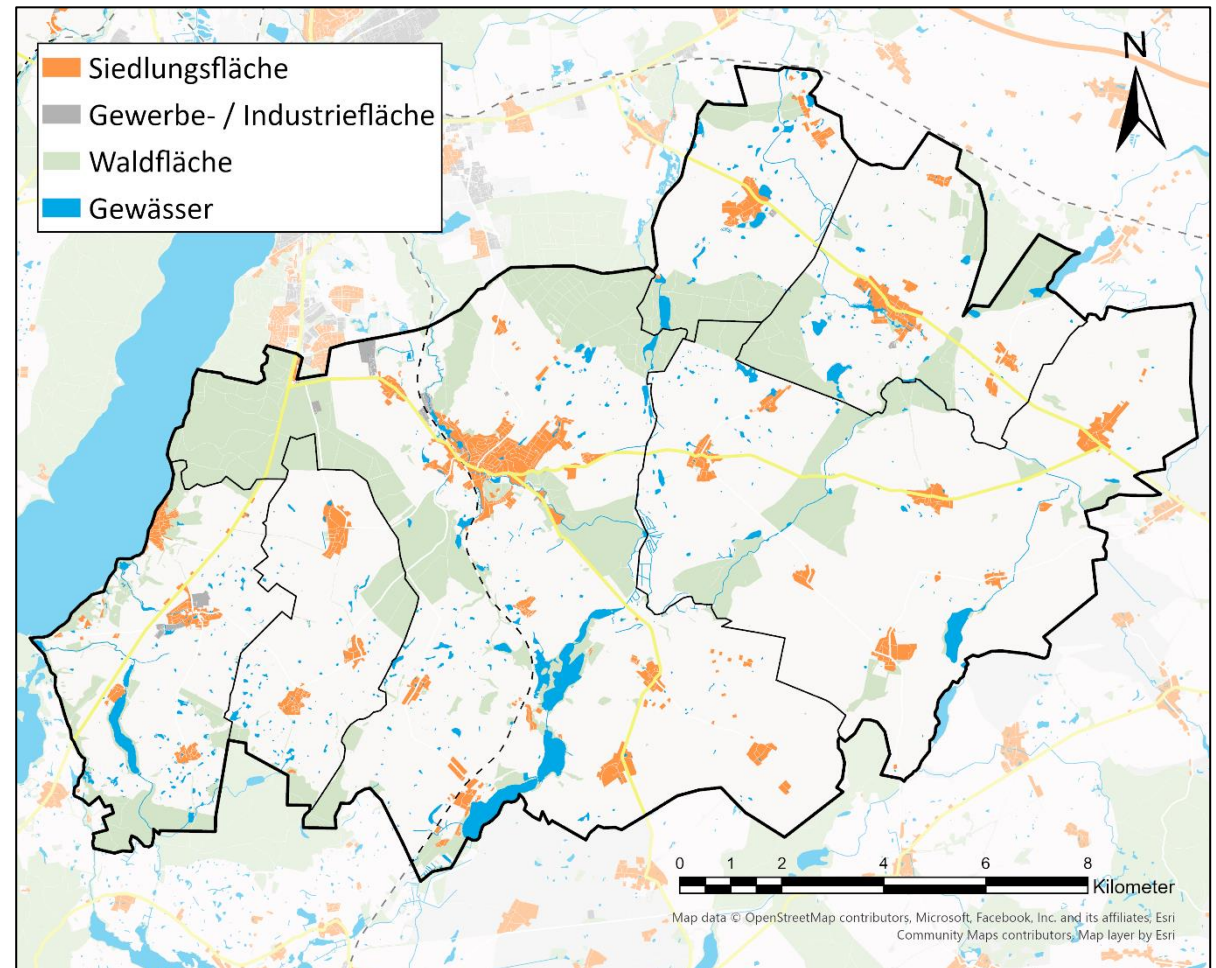 Siedlungsfläche
Gewerbe- / Industriefläche
Waldfläche
Gewässer
N
0 1 2 4 6 8
Kilometer
Map data © OpenStreetMap contributors, Microsoft, Facebook, Inc. and its affiliates, Esri
Community Maps contributors, Map layer by Esri